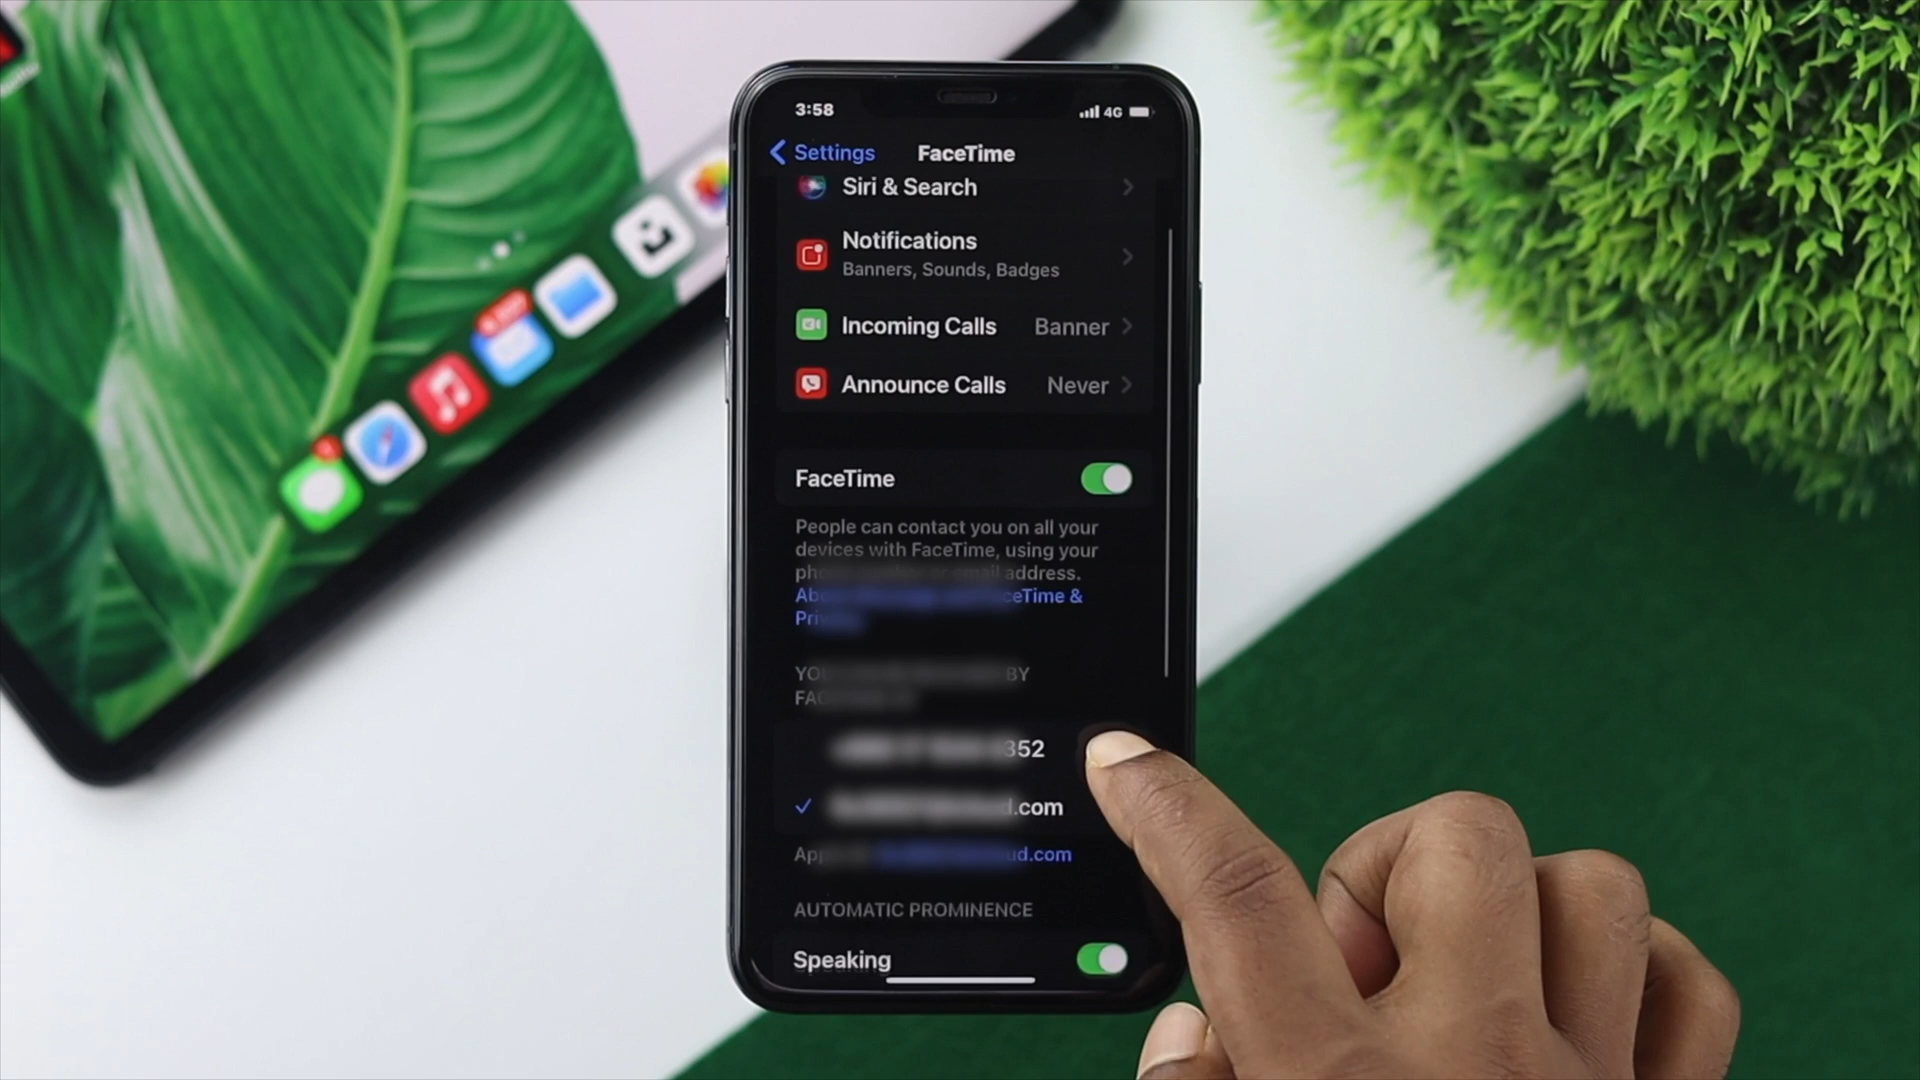 3:58
4G
Settings
FaceTime
Siri & Search
Notifications
Banners, Sounds, Badges
Incoming Calls
Banner
Announce Calls
Never
FaceTime
People can contact you on all your
devices with FaceTime, using your
address.
&
BY
352
.com
.com
AUTOMATIC PROMINENCE
Speaking